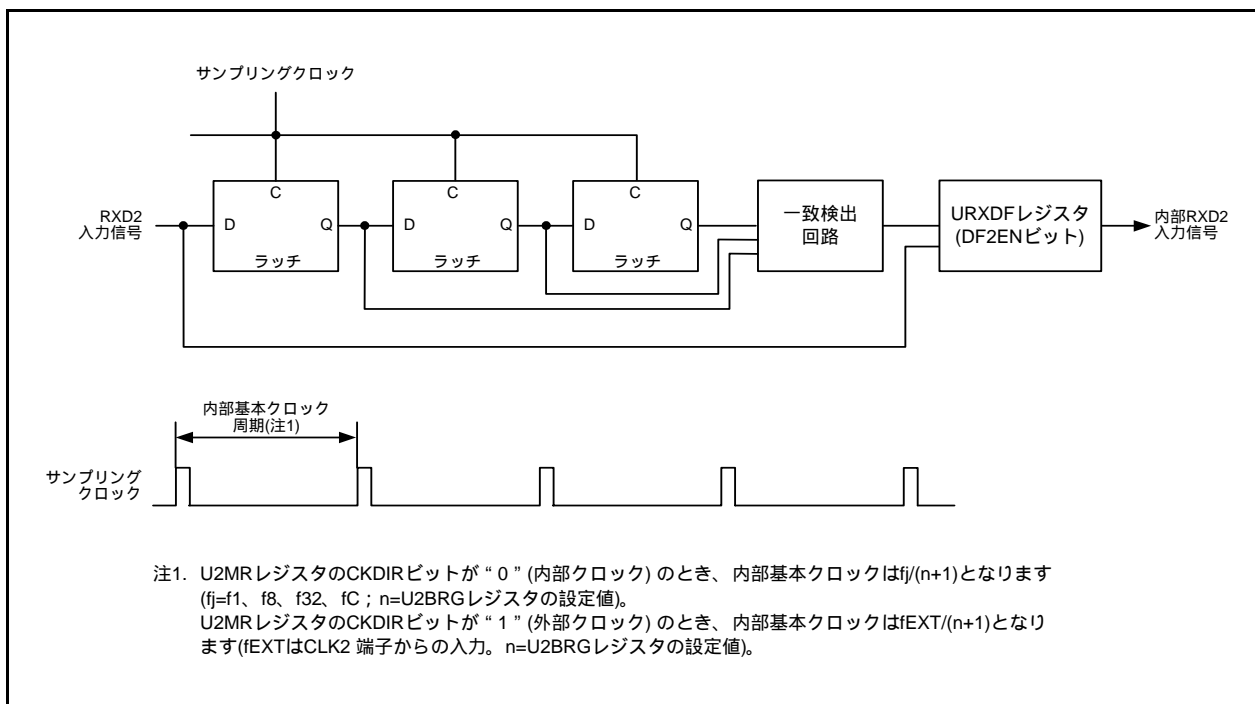 サンプリングクロック
C
C
C
RXD2
入力信号
D
Q
D
Q
D
Q
ラッチ
ラッチ
ラッチ
一致検出
回路
URXDFレジスタ
(DF2ENビット)
内部RXD2
入力信号
内部基本クロック
周期(注1)
サンプリング
クロック
注1. U2MRレジスタのCKDIRビットが“0”(内部クロック) のとき、内部基本クロックはfj/(n+1)となります
(fj=f1、f8、f32、fC ; n=U2BRGレジスタの設定値)。
U2MRレジスタのCKDIRビットが“1”(外部クロック) のとき、内部基本クロックはfEXT/(n+1)となり
ます(fEXTはCLK2 端子からの入力。n=U2BRGレジスタの設定値)。